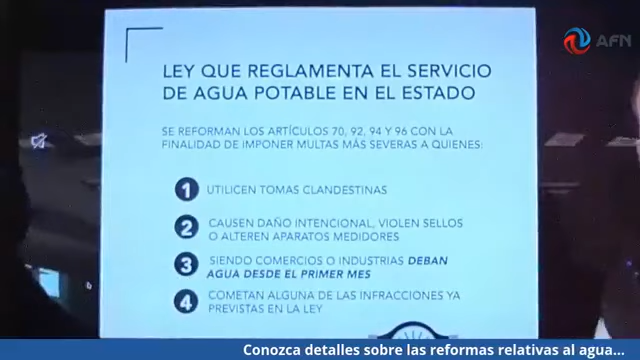 AFN
LEY QUE REGLAMENTA EL SERVICIO
DE AGUA POTABLE EN EL ESTADO
SE REFORMAN LOS ARTÍCULOS 70, 92, 94 Y 96 CON LA
FINALIDAD DE IMPONER MULTAS MÁS SEVERAS A QUIENES:
1 UTILICEN TOMAS CLANDESTINAS
2 CAUSEN DAÑO INTENCIONAL, VIOLEN SELLOS
O ALTEREN APARATOS MEDIDORES
3 SIENDO COMERCIOS O INDUSTRIAS DEBAN
AGUA DESDE EL PRIMER MES
4 COMETAN ALGUNA DE LAS INFRACCIONES YA
PREVISTAS EN LA LEY
Conozca detalles sobre las reformas relativas al agua...